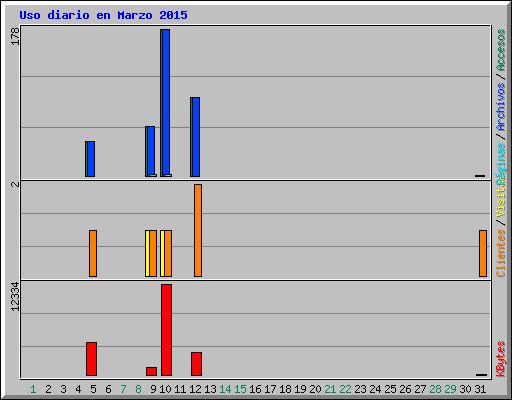 Uso diario en Marzo 2015
178
2
12334
Clientes / Visitas
Páginas / Archivos / Accesos
KBytes
1 2 3 4 5 6 7 8 9 10 11 12 13 14 15 16 17 18 19 20 21 22 23 24 25 26 27 28 29 30 31